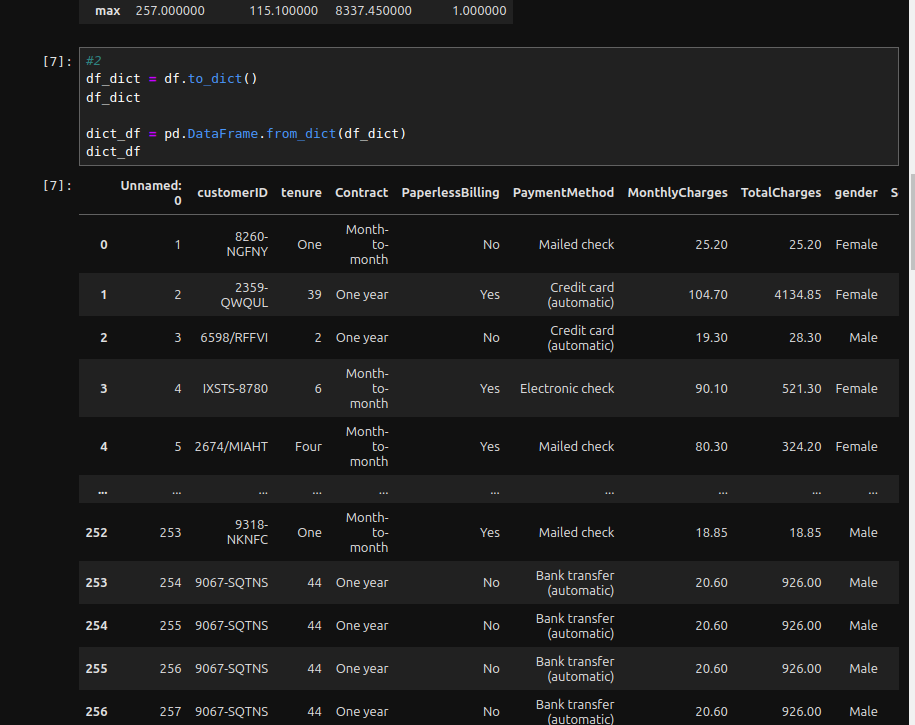 max 257.000000 115.100000 8337.450000 1.000000
[7]: #2
df_dict = df.to_dict()
df_dict
dict_df = pd.DataFrame.from_dict(df_dict)
dict_df
[7]: Unnamed: 0 customerID tenure Contract PaperlessBilling PaymentMethod MonthlyCharges TotalCharges gender S
0 1 8260-NGFNY One Month-to-month No Mailed check 25.20 25.20 Female
1 2 2359-QWQUL 39 One year Yes Credit card (automatic) 104.70 4134.85 Female
2 3 6598/RFFVI 2 One year No Credit card (automatic) 19.30 28.30 Male
3 4 IXSTS-8780 6 Month-to-month Yes Electronic check 90.10 521.30 Female
4 5 2674/MIAHT Four Month-to-month Yes Mailed check 80.30 324.20 Female
... ... ... ... ... ... ... ... ... ...
252 253 9318-NKNFC One Month-to-month Yes Mailed check 18.85 18.85 Male
253 254 9067-SQTNS 44 One year No Bank transfer (automatic) 20.60 926.00 Male
254 255 9067-SQTNS 44 One year No Bank transfer (automatic) 20.60 926.00 Male
255 256 9067-SQTNS 44 One year No Bank transfer (automatic) 20.60 926.00 Male
256 257 9067-SQTNS 44 One year No Bank transfer (automatic) 20.60 926.00 Male